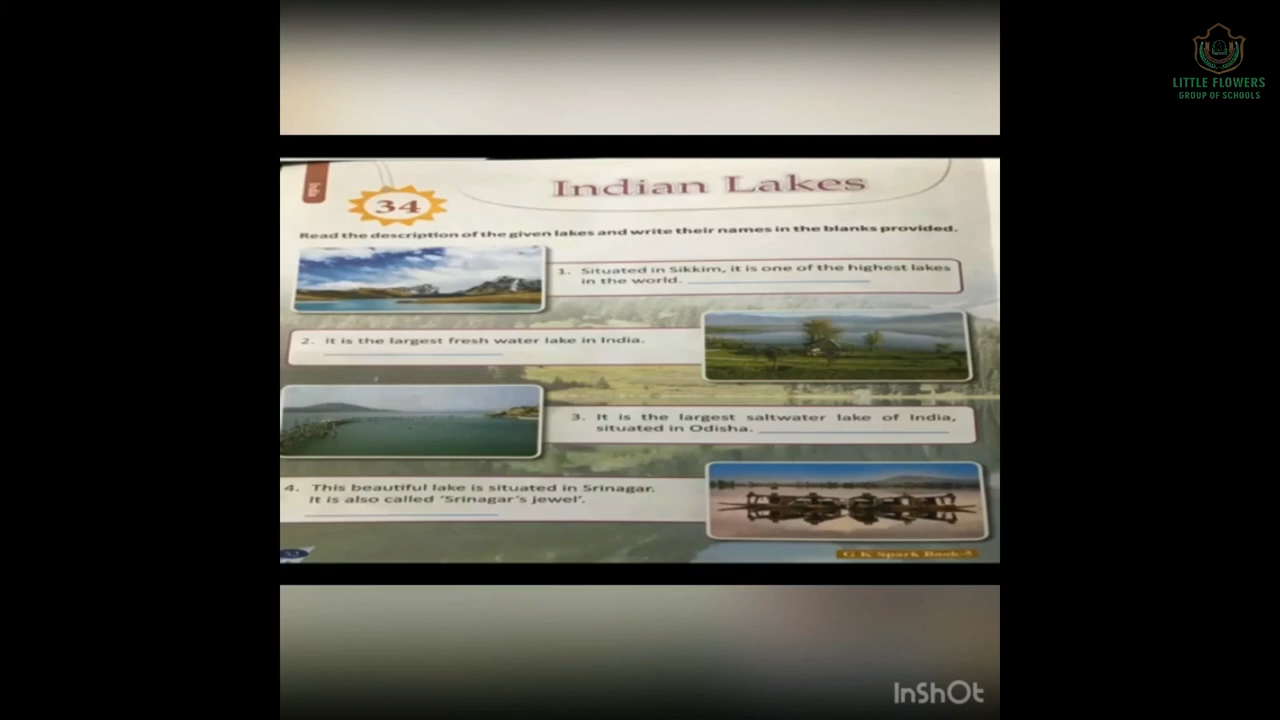 LITTLE FLOWERS
GROUP OF SCHOOLS
India
34
Indian Lakes
Read the description of the given lakes and write their names in the blanks provided.
1. Situated in Sikkim, it is one of the highest lakes
in the world.
2. It is the largest fresh water lake in India.
3. It is the largest saltwater lake of India,
situated in Odisha.
4. This beautiful lake is situated in Srinagar.
It is also called ‘Srinagar’s jewel’.
G K Spark Book-5
InShOt